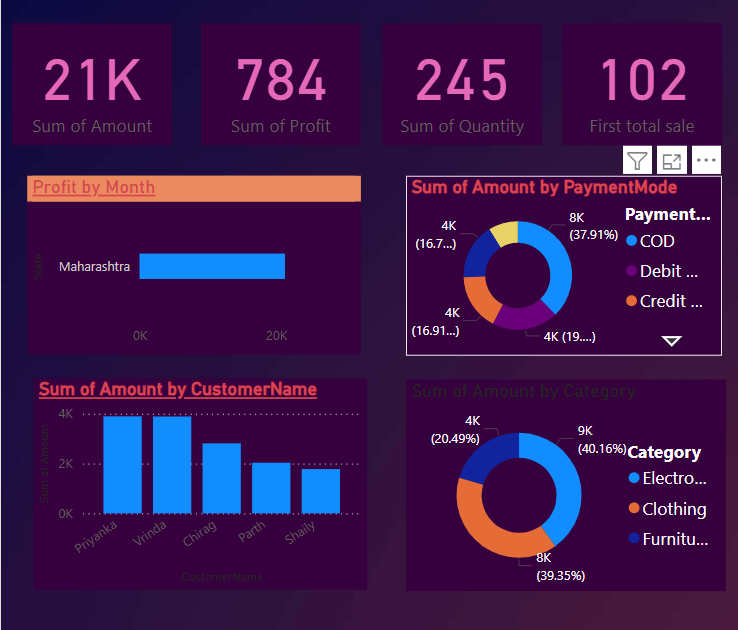 21K
Sum of Amount
784
Sum of Profit
245
Sum of Quantity
102
First total sale
Profit by Month
State
Maharashtra
0K
20K
Sum of Amount by PaymentMode
8K
(37.91%)
4K (19....)
4K
(16.91...)
4K
(16.7...)
Payment...
COD
Debit ...
Credit ...
Sum of Amount by CustomerName
Sum of Amount
4K
2K
0K
Priyanka
Vrinda
Chirag
Parth
Shaily
CustomerName
Sum of Amount by Category
9K
(40.16%)
8K
(39.35%)
4K
(20.49%)
Category
Electro...
Clothing
Furnitu...